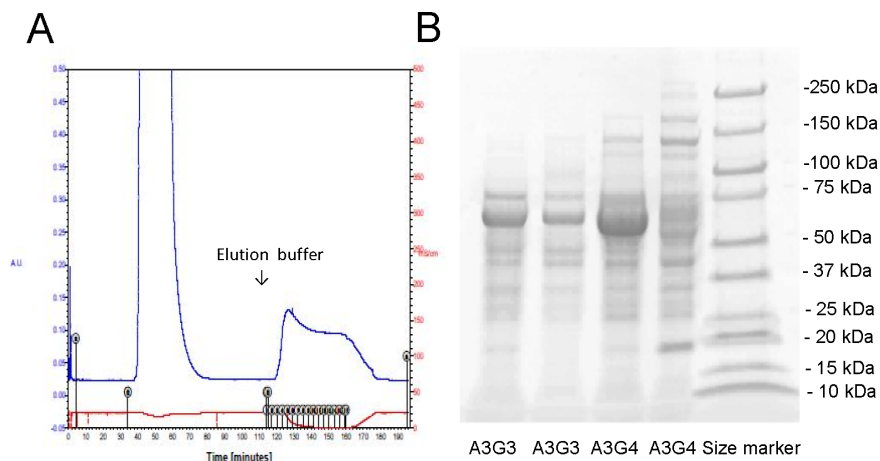 A
B
0.50
0.45
0.40
0.35
0.30
0.25
0.20
0.15
0.10
0.05
0.00
-0.05
A.U.
500
450
400
350
300
250
200
150
100
50
0
mS/cm
Elution buffer
0 10 20 30 40 50 60 70 80 90 100 110 120 130 140 150 160 170 180 190
Time [minutes]
-250 kDa
-150 kDa
-100 kDa
- 75 kDa
- 50 kDa
- 37 kDa
- 25 kDa
- 20 kDa
- 15 kDa
- 10 kDa
A3G3 A3G3 A3G4 A3G4 Size marker